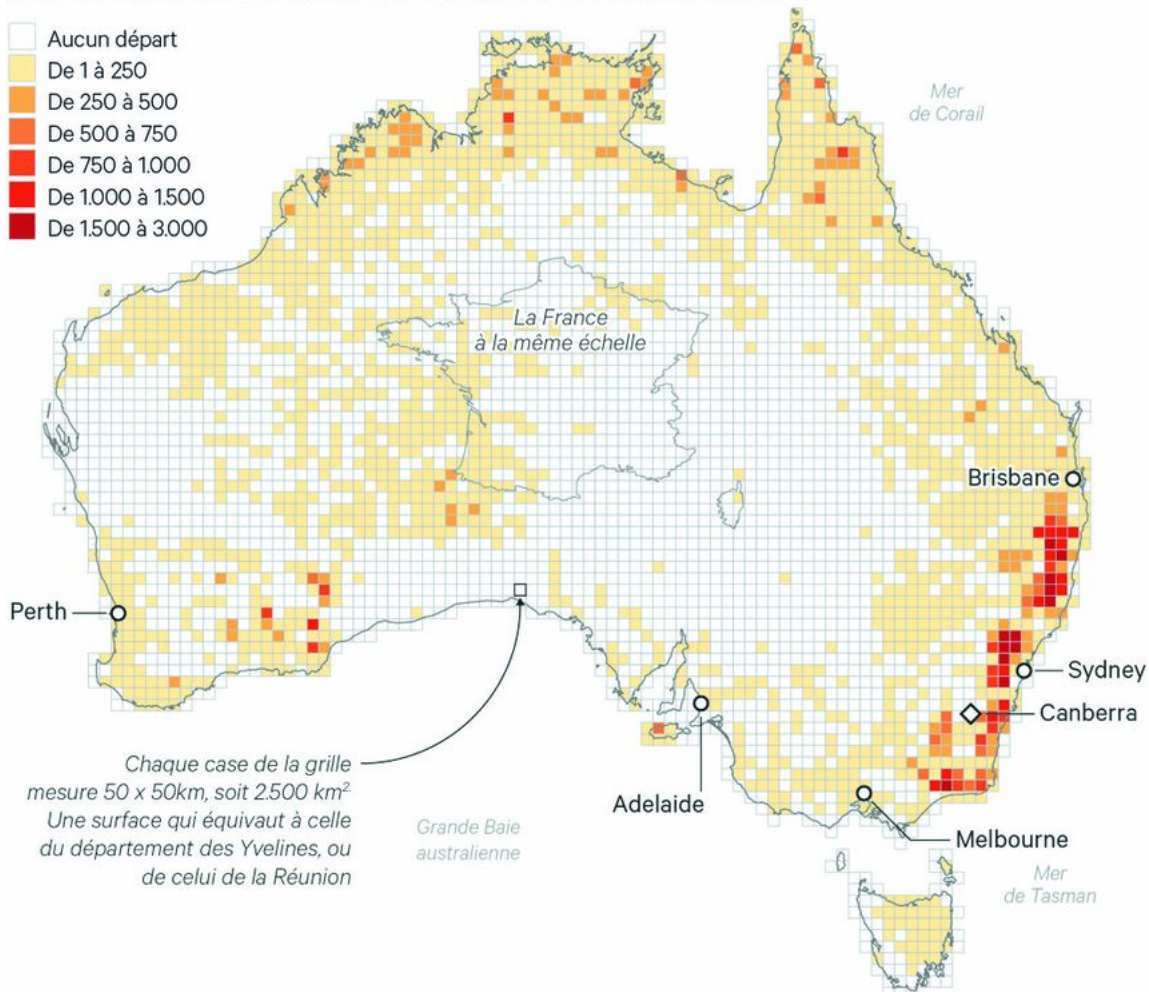 Aucun départ
De 1 à 250
De 250 à 500
De 500 à 750
De 750 à 1.000
De 1.000 à 1.500
De 1.500 à 3.000
Mer
de Corail
La France
à la même échelle
Brisbane
Perth
Sydney
Canberra
Chaque case de la grille
mesure 50 x 50km, soit 2.500 km²
Une surface qui équivaut à celle
du département des Yvelines, ou
de celui de la Réunion
Adelaide
Grande Baie
australienne
Melbourne
Mer
de Tasman